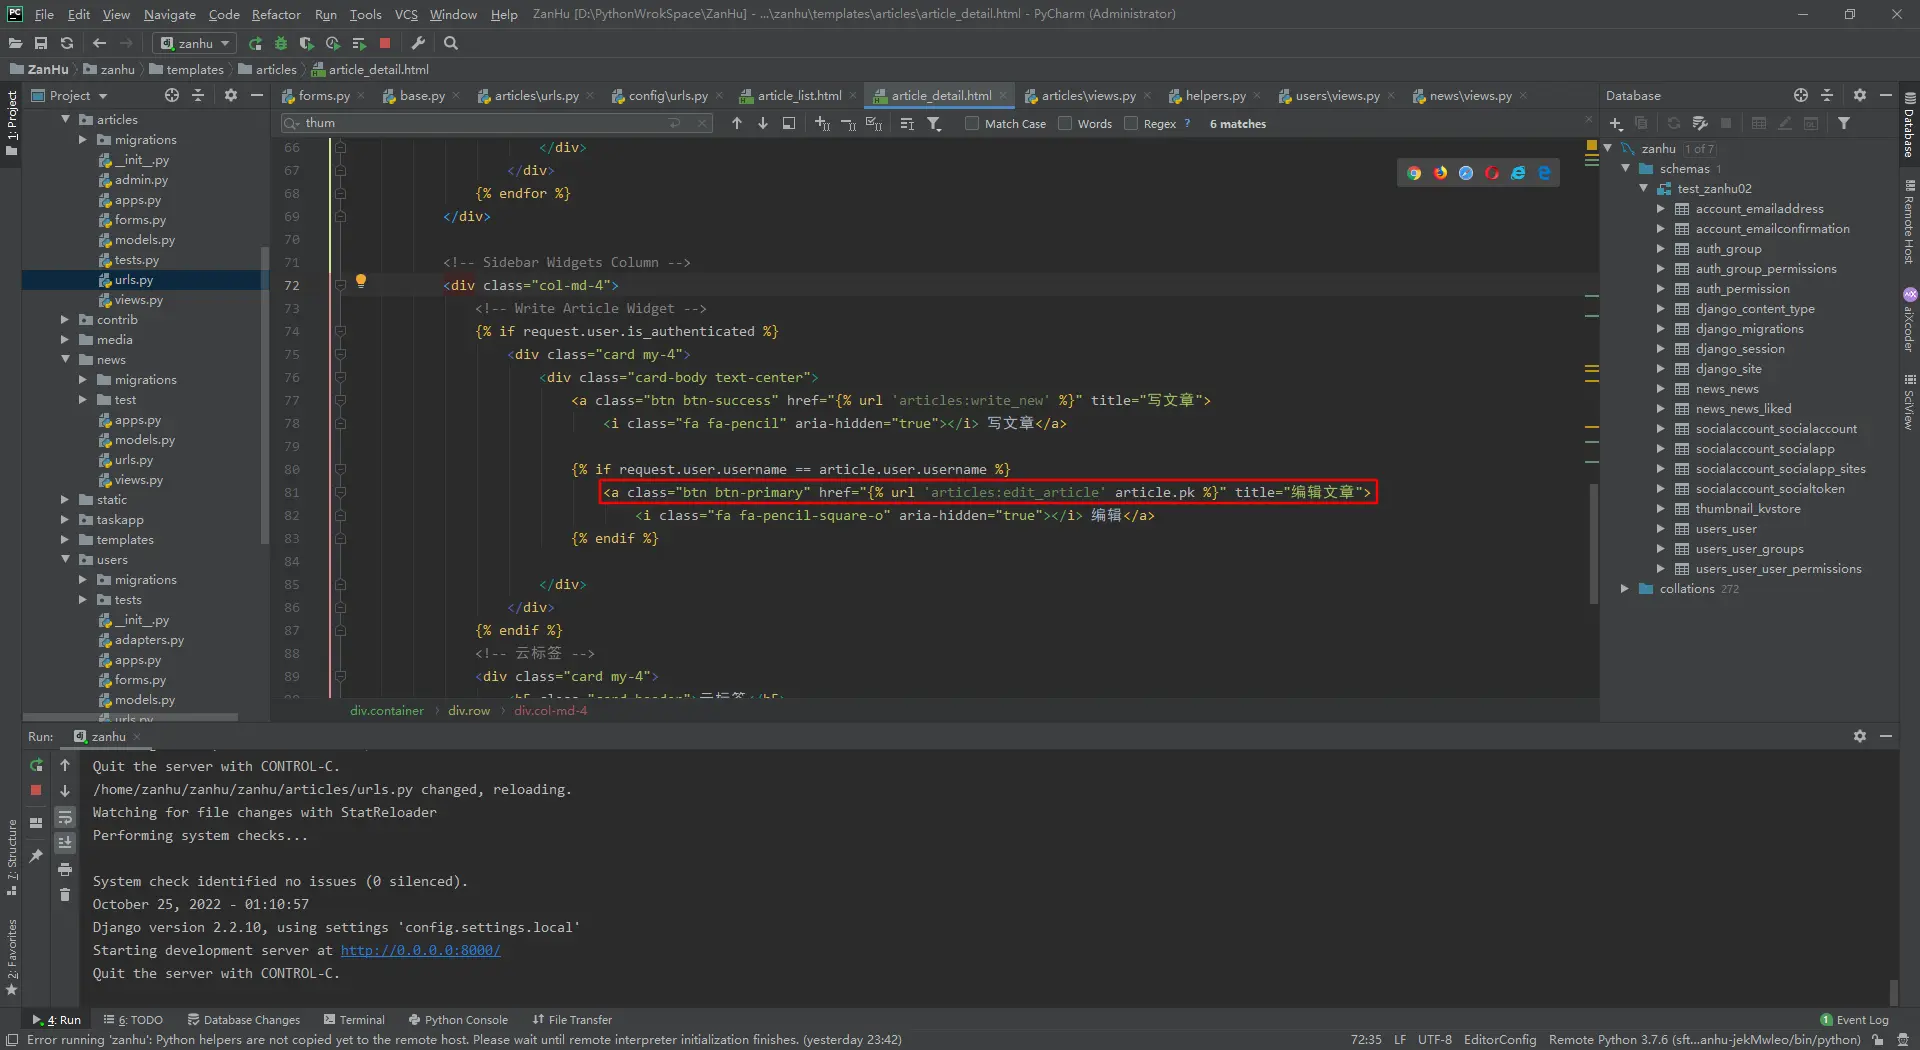 File Edit View Navigate Code Refactor Run Tools VCS Window Help ZanHu [D:\PythonWrokSpace\ZanHu] - ...\zanhu\templates\articles\article_detail.html - PyCharm (Administrator)
zanhu
ZanHu zanhu templates articles article_detail.html
Project
forms.py base.py articles\urls.py config\urls.py article_list.html article_detail.html articles\views.py helpers.py users\views.py news\views.py
Database
thum
Match Case Words Regex ? 6 matches
1: Project
articles
migrations
__init__.py
admin.py
apps.py
forms.py
models.py
tests.py
urls.py
views.py
contrib
media
news
migrations
test
apps.py
models.py
urls.py
views.py
static
taskapp
templates
users
migrations
tests
__init__.py
adapters.py
apps.py
forms.py
models.py
urls.py
66 </div>
67 </div>
68 {% endfor %}
69 </div>
70
71 <!-- Sidebar Widgets Column -->
72 <div class="col-md-4">
73 <!-- Write Article Widget -->
74 {% if request.user.is_authenticated %}
75 <div class="card my-4">
76 <div class="card-body text-center">
77 <a class="btn btn-success" href="{% url 'articles:write_new' %}" title="写文章">
78 <i class="fa fa-pencil" aria-hidden="true"></i> 写文章</a>
79
80 {% if request.user.username == article.user.username %}
81 <a class="btn btn-primary" href="{% url 'articles:edit_article' article.pk %}" title="编辑文章">
82 <i class="fa fa-pencil-square-o" aria-hidden="true"></i> 编辑</a>
83 {% endif %}
84
85 </div>
86 </div>
87 {% endif %}
88 <!-- 云标签 -->
89 <div class="card my-4">
<h5 class="card-header">云标签</h5>
div.container div.row div.col-md-4
zanhu 1 of 7
schemas 1
test_zanhu02
account_emailaddress
account_emailconfirmation
auth_group
auth_group_permissions
auth_permission
django_content_type
django_migrations
django_session
django_site
news_news
news_news_liked
socialaccount_socialaccount
socialaccount_socialapp
socialaccount_socialapp_sites
socialaccount_socialtoken
thumbnail_kvstore
users_user
users_user_groups
users_user_user_permissions
collations 272
Database
Remote Host
aiXcoder
SciView
Run: zanhu
Quit the server with CONTROL-C.
/home/zanhu/zanhu/zanhu/articles/urls.py changed, reloading.
Watching for file changes with StatReloader
Performing system checks...
System check identified no issues (0 silenced).
October 25, 2022 - 01:10:57
Django version 2.2.10, using settings 'config.settings.local'
Starting development server at http://0.0.0.0:8000/
Quit the server with CONTROL-C.
7: Structure
2: Favorites
4: Run 6: TODO Database Changes Terminal Python Console File Transfer 1 Event Log
Error running 'zanhu': Python helpers are not copied yet to the remote host. Please wait until remote interpreter initialization finishes. (yesterday 23:42) 72:35 LF UTF-8 EditorConfig Remote Python 3.7.6 (sft...anhu-jekMwleo/bin/python)